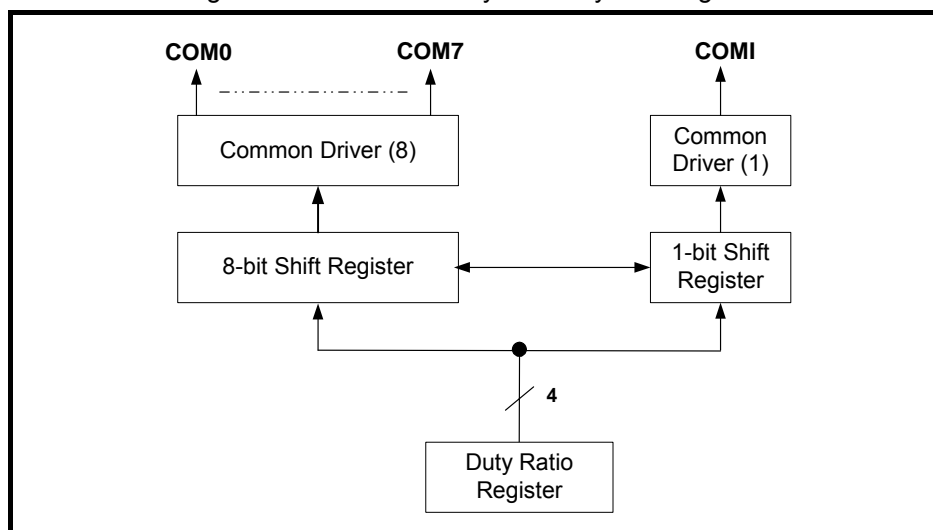 COM0
COM7
COMI
Common Driver (8)
Common
Driver (1)
8-bit Shift Register
1-bit Shift
Register
4
Duty Ratio
Register